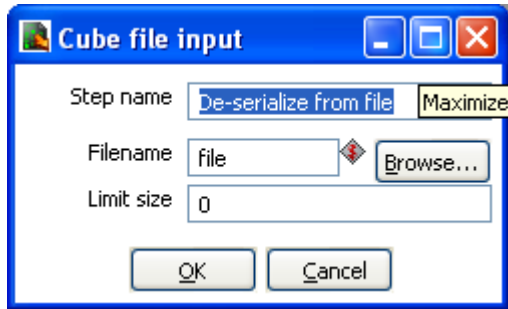 Cube file input
Step name De-serialize from file Maximize
Filename file Browse...
Limit size 0
OK Cancel